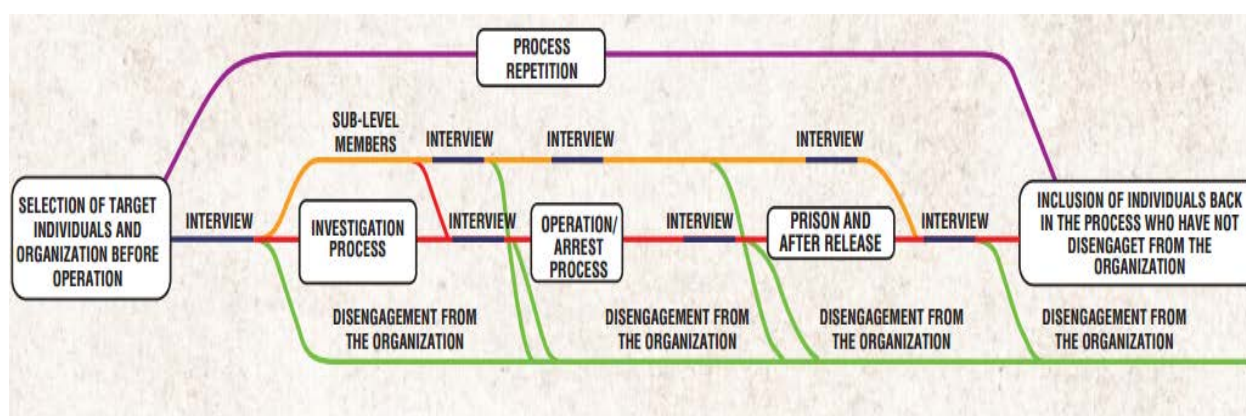 PROCESS
REPETITION
SUB-LEVEL
MEMBERS
INTERVIEW
INTERVIEW
INTERVIEW
SELECTION OF TARGET
INDIVIDUALS AND
ORGANIZATION BEFORE
OPERATION
INTERVIEW
INVESTIGATION
PROCESS
INTERVIEW
OPERATION/
ARREST
PROCESS
INTERVIEW
PRISON AND
AFTER RELEASE
INTERVIEW
INCLUSION OF INDIVIDUALS BACK
IN THE PROCESS WHO HAVE NOT
DISENGAGET FROM THE
ORGANIZATION
DISENGAGEMENT FROM
THE ORGANIZATION
DISENGAGEMENT FROM
THE ORGANIZATION
DISENGAGEMENT FROM
THE ORGANIZATION
DISENGAGEMENT FROM
THE ORGANIZATION